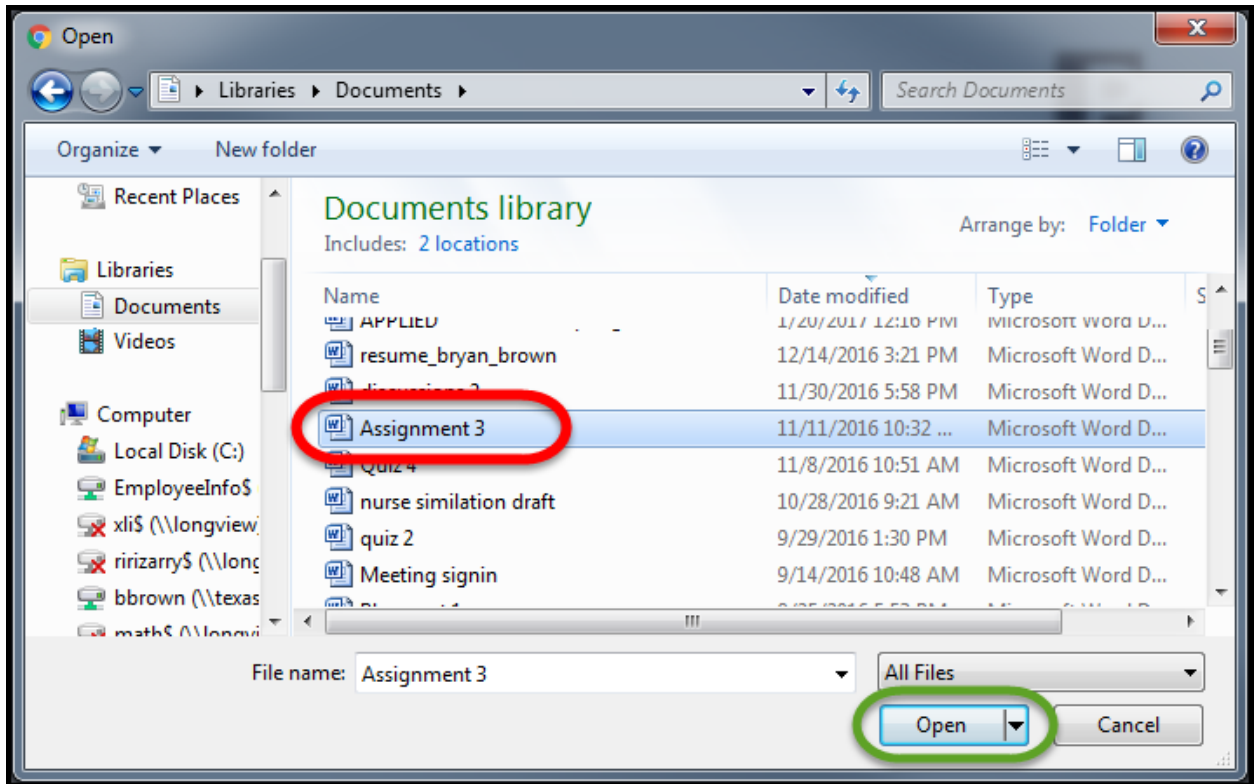 Open
Libraries Documents
Search Documents
Organize New folder
Recent Places
Libraries
Documents
Videos
Computer
Local Disk (C:)
EmployeeInfo$
xli$ (\\longview
ririzarry$ (\\long
bbrown (\\texas
math$ (\\longvi
Documents library
Includes: 2 locations
Arrange by: Folder
Name Date modified Type S
APPLIED 1/20/2017 12:16 PM Microsoft Word D...
resume_bryan_brown 12/14/2016 3:21 PM Microsoft Word D...
discussions 2 11/30/2016 5:58 PM Microsoft Word D...
Assignment 3 11/11/2016 10:32 ... Microsoft Word D...
Quiz 4 11/8/2016 10:51 AM Microsoft Word D...
nurse similation draft 10/28/2016 9:21 AM Microsoft Word D...
quiz 2 9/29/2016 1:30 PM Microsoft Word D...
Meeting signin 9/14/2016 10:48 AM Microsoft Word D...
File name: Assignment 3 All Files
Open Cancel